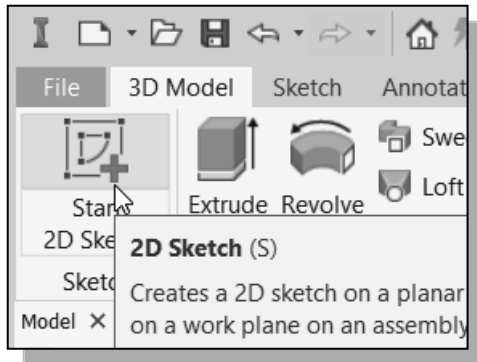 File 3D Model Sketch Annotat
Swe
Loft
Extrude Revolve
Star
2D Ske
2D Sketch (S)
Sketc
Creates a 2D sketch on a planar
Model × on a work plane on an assembly